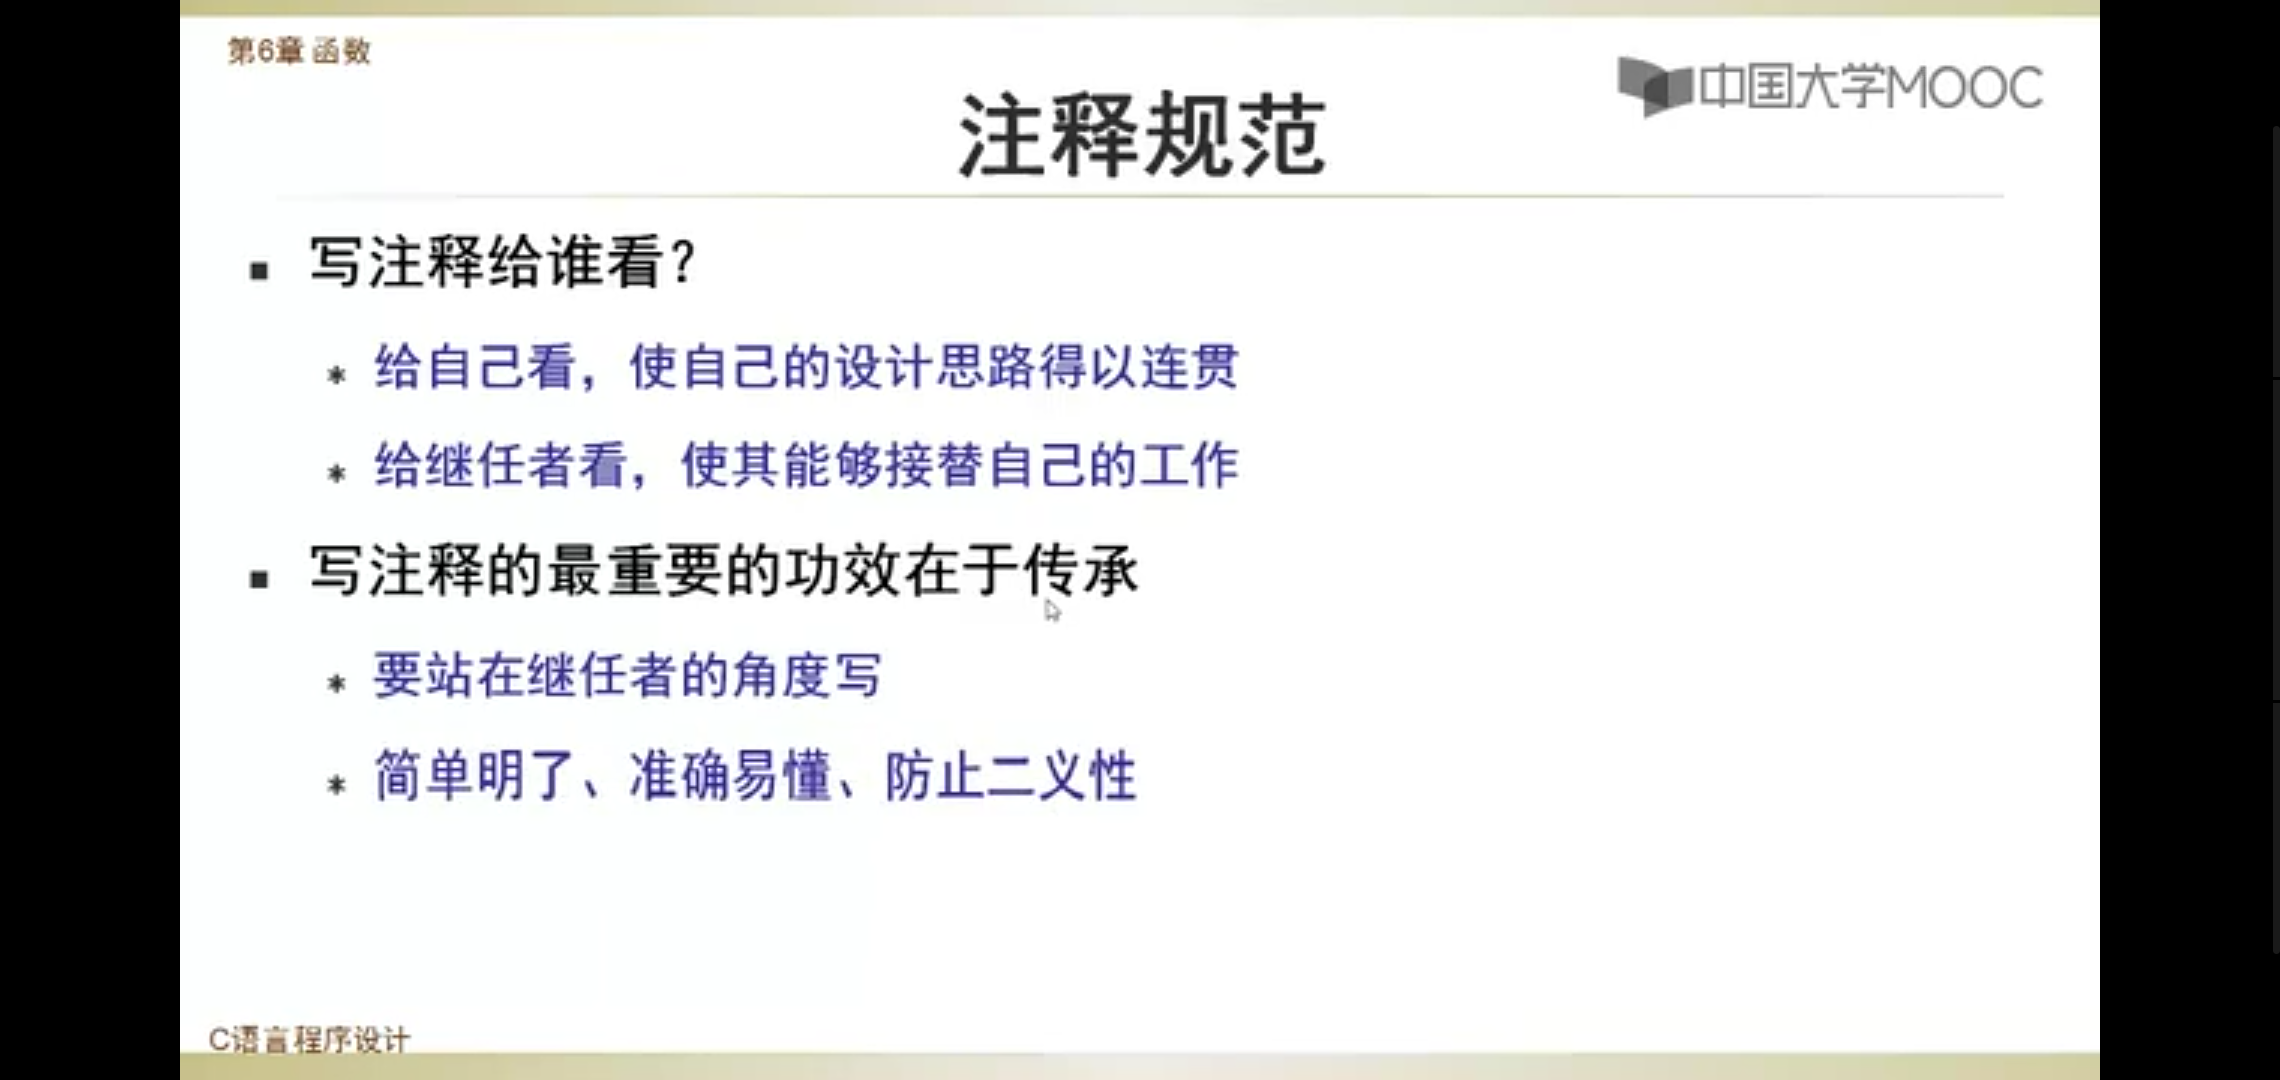 第6章 函数
中国大学MOOC
注释规范
▪ 写注释给谁看？
* 给自己看，使自己的设计思路得以连贯
* 给继任者看，使其能够接替自己的工作
▪ 写注释的最重要的功效在于传承
* 要站在继任者的角度写
* 简单明了、准确易懂、防止二义性
C语言程序设计